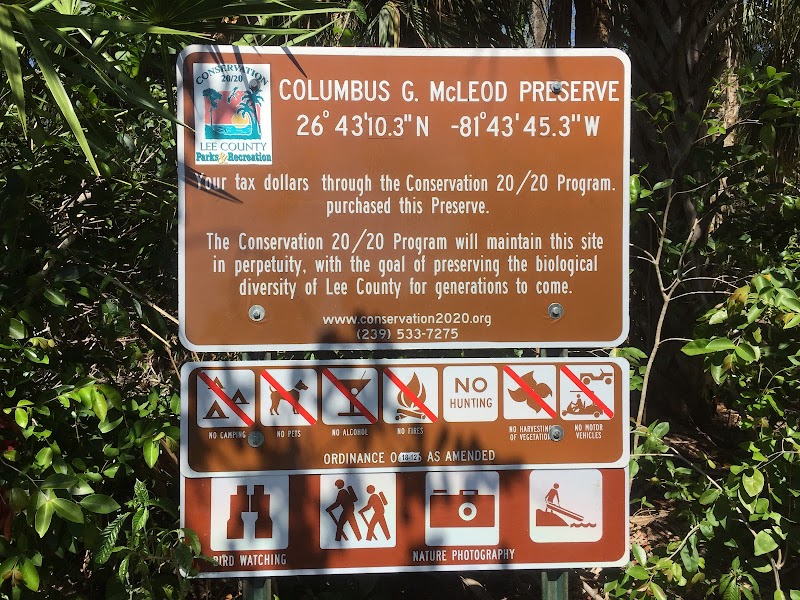 CONSERVATION
20/20
LEE COUNTY
Parks & Recreation
COLUMBUS G. McLEOD PRESERVE
26° 43'10.3"N -81°43'45.3"W
Your tax dollars through the Conservation 20/20 Program.
purchased this Preserve.
The Conservation 20/20 Program will maintain this site
in perpetuity, with the goal of preserving the biological
diversity of Lee County for generations to come.
www.conservation2020.org
(239) 533-7275
NO
HUNTING
NO CAMPING NO PETS NO ALCOHOL NO FIRES NO HARVESTING OF VEGETATION NO MOTOR VEHICLES
ORDINANCE 18-12 AS AMENDED
BIRD WATCHING NATURE PHOTOGRAPHY